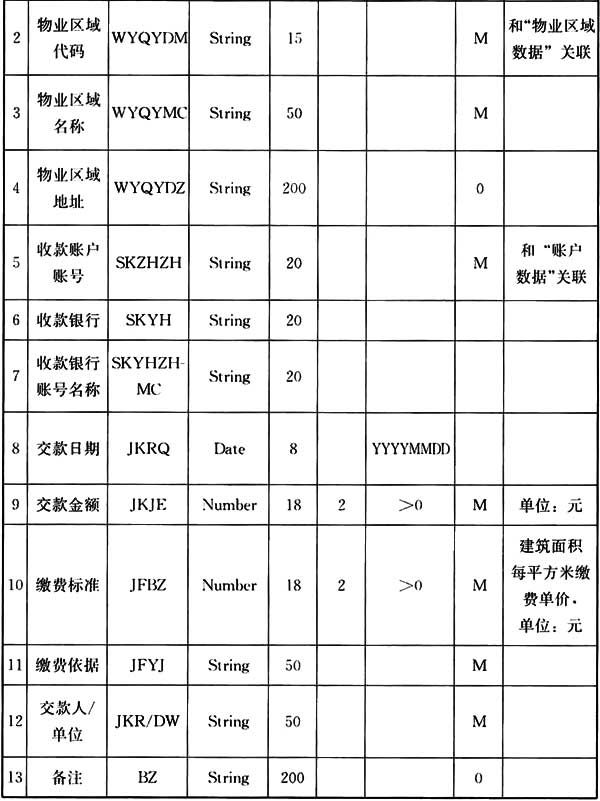 2 物业区域代码 WYQYDM String 15 M 和“物业区域数据” 关联
3 物业区域名称 WYQYMC String 50 M
4 物业区域地址 WYQYDZ String 200 0
5 收款账户账号 SKZHZH String 20 M 和 “账户数据”关联
6 收款银行 SKYH String 20
7 收款银行账号名称 SKYHZH-MC String 20
8 交款日期 JKRQ Date 8 YYYYMMDD
9 交款金额 JKJE Number 18 2 >0 M 单位：元
10 缴费标准 JFBZ Number 18 2 >0 M 建筑面积每平方米缴费单价，单位：元
11 缴费依据 JFYJ String 50 M
12 交款人/单位 JKR/DW String 50 M
13 备注 BZ String 200 0